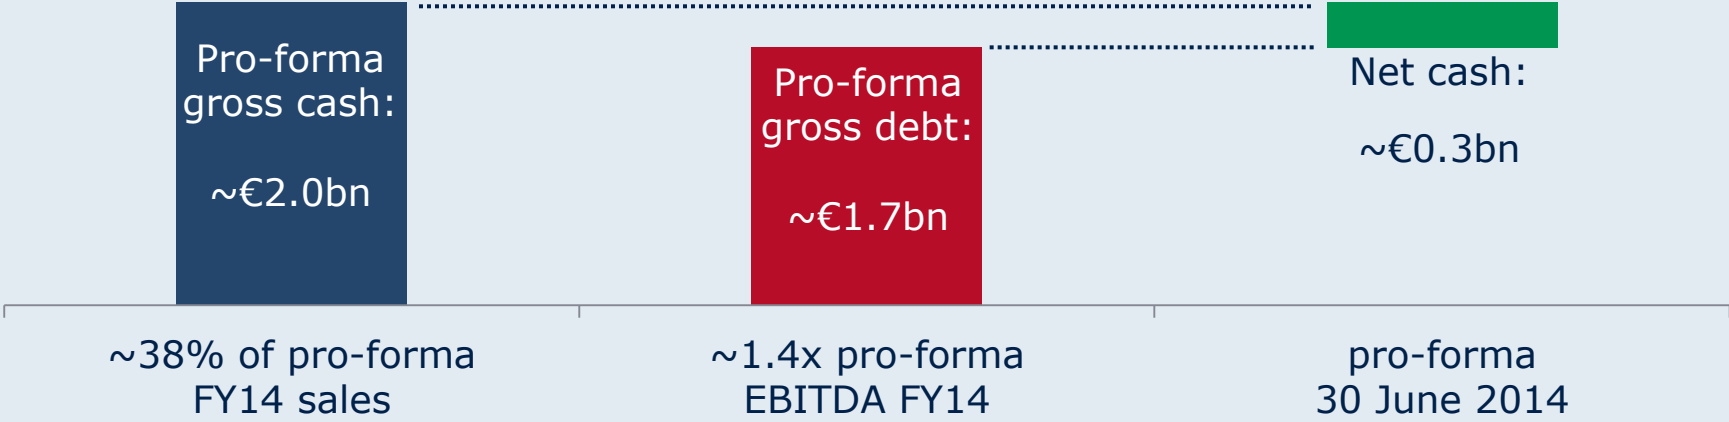 Pro-forma
gross cash:
~€2.0bn
Pro-forma
gross debt:
~€1.7bn
Net cash:
~€0.3bn
~38% of pro-forma
FY14 sales
~1.4x pro-forma
EBITDA FY14
pro-forma
30 June 2014